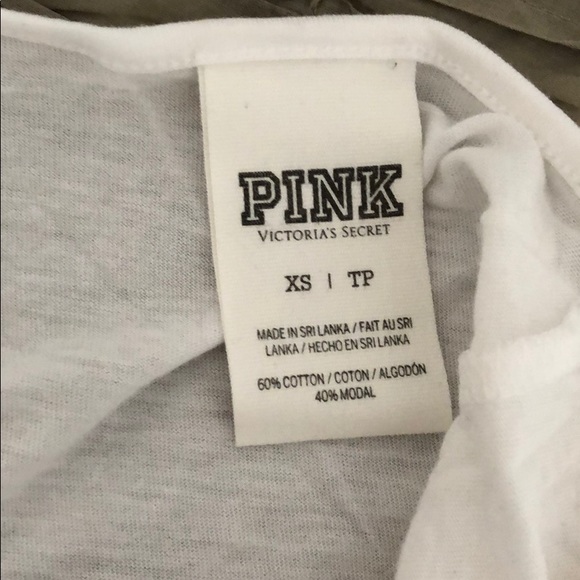 PINK
VICTORIA'S SECRET
XS | TP
MADE IN SRI LANKA / FAIT AU SRI
LANKA / HECHO EN SRI LANKA
60% COTTON / COTON / ALGODÓN
40% MODAL